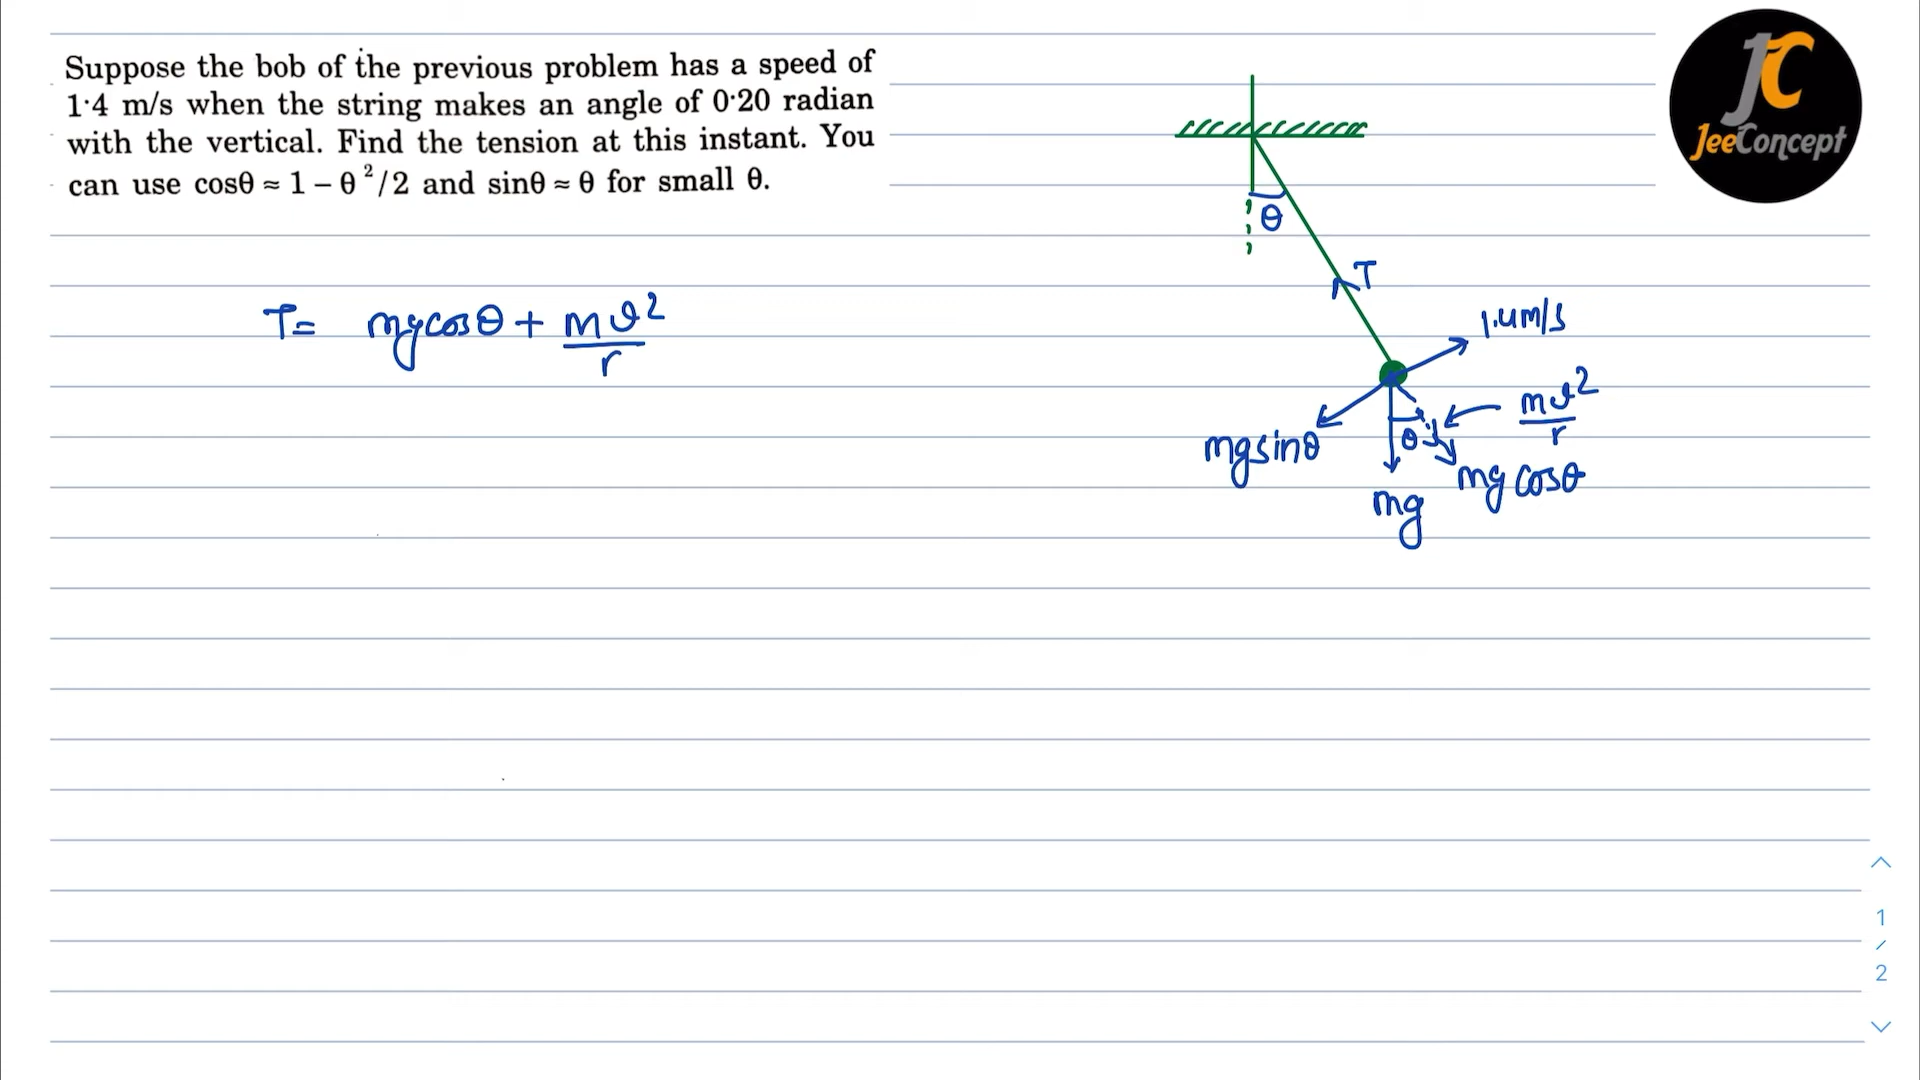 Suppose the bob of the previous problem has a speed of
1·4 m/s when the string makes an angle of 0·20 radian
with the vertical. Find the tension at this instant. You
can use cosθ ≈ 1 – θ²/2 and sinθ ≈ θ for small θ.
JC
JeeConcept
θ
T
T= mgcosθ + mv²/r
1.4m/s
mv²/r
mgsinθ
θ
mg cosθ
mg
1
/
2